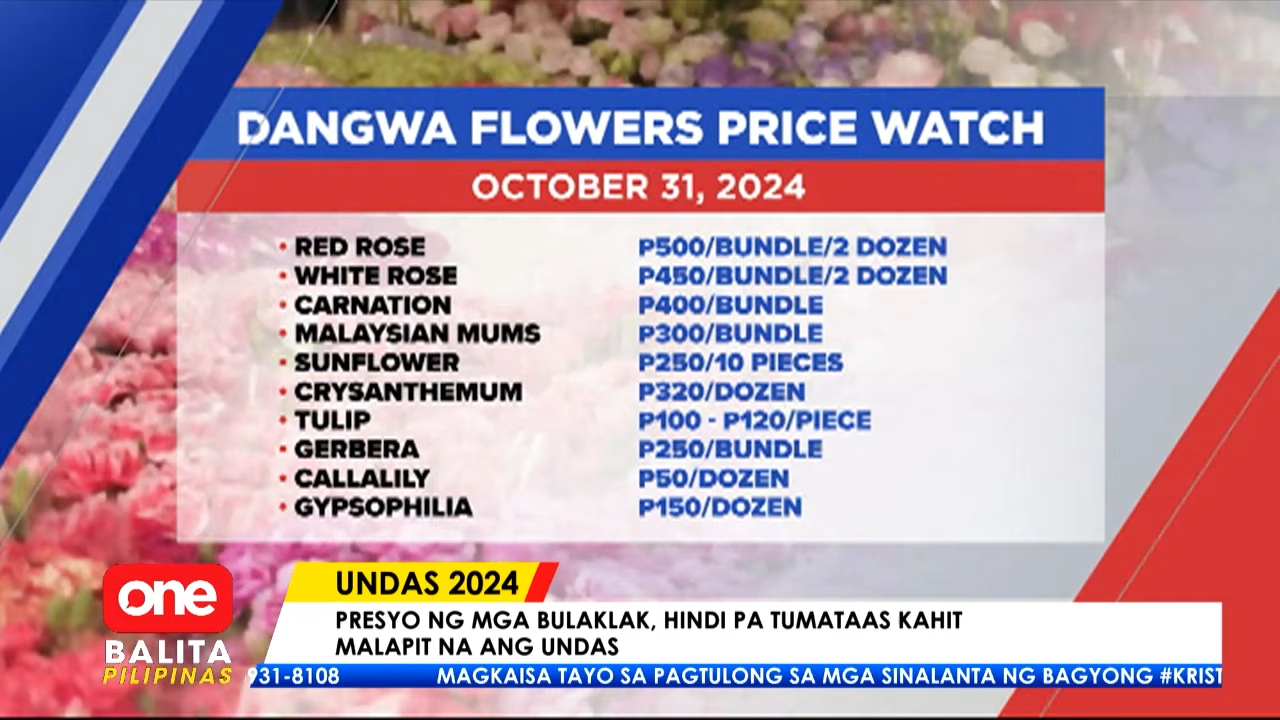 DANGWA FLOWERS PRICE WATCH
OCTOBER 31, 2024
• RED ROSE P500/BUNDLE/2 DOZEN
• WHITE ROSE P450/BUNDLE/2 DOZEN
• CARNATION P400/BUNDLE
• MALAYSIAN MUMS P300/BUNDLE
• SUNFLOWER P250/10 PIECES
• CRYSANTHEMUM P320/DOZEN
• TULIP P100 - P120/PIECE
• GERBERA P250/BUNDLE
• CALLALILY P50/DOZEN
• GYPSOPHILIA P150/DOZEN
UNDAS 2024
PRESYO NG MGA BULAKLAK, HINDI PA TUMATAAS KAHIT
MALAPIT NA ANG UNDAS
one
BALITA
PILIPINAS
931-8108 MAGKAISA TAYO SA PAGTULONG SA MGA SINALANTA NG BAGYONG #KRIST